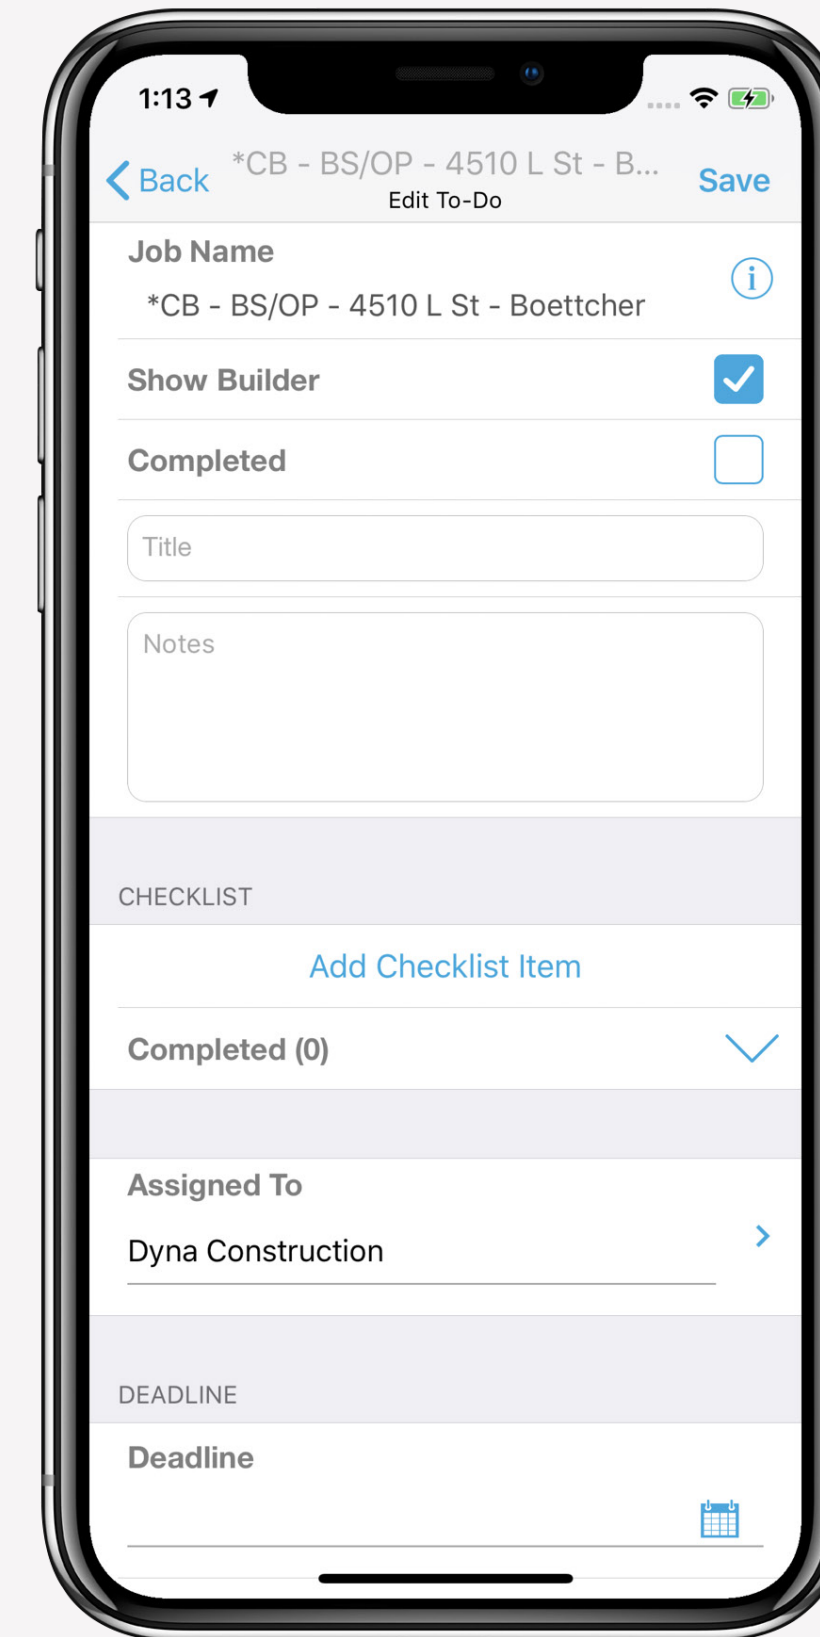 1:13
Back
*CB - BS/OP - 4510 L St - B...
Edit To-Do
Save
Job Name
*CB - BS/OP - 4510 L St - Boettcher
i
Show Builder
Completed
Title
Notes
CHECKLIST
Add Checklist Item
Completed (0)
Assigned To
Dyna Construction
DEADLINE
Deadline